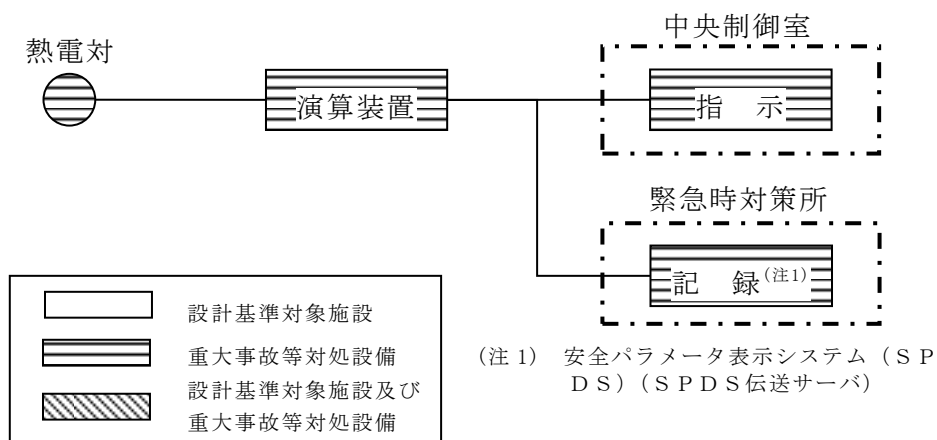 中央制御室
熱電対
演算装置
指　示
緊急時対策所
記　録(注1)
設計基準対象施設
重大事故等対処設備
設計基準対象施設及び
重大事故等対処設備
(注 1)　安全パラメータ表示システム（ＳＰ
ＤＳ）（ＳＰＤＳ伝送サーバ）